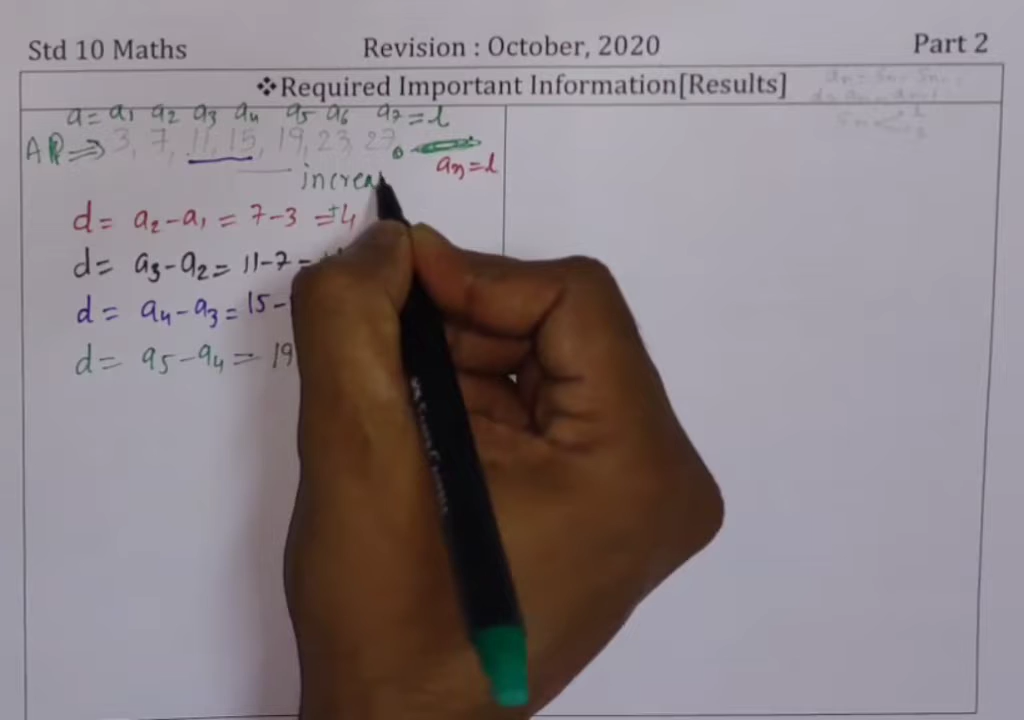 Std 10 Maths Revision : October, 2020 Part 2
❖Required Important Information[Results]
a= a1 a2 a3 a4 a5 a6 a7=l
AP⇒ 3, 7, 11, 15, 19, 23, 27.
an=l
increa
d= a2-a1 = 7-3 =+4
d= a3-a2= 11-7=
d= a4-a3= 15-
d= a5-a4= 19